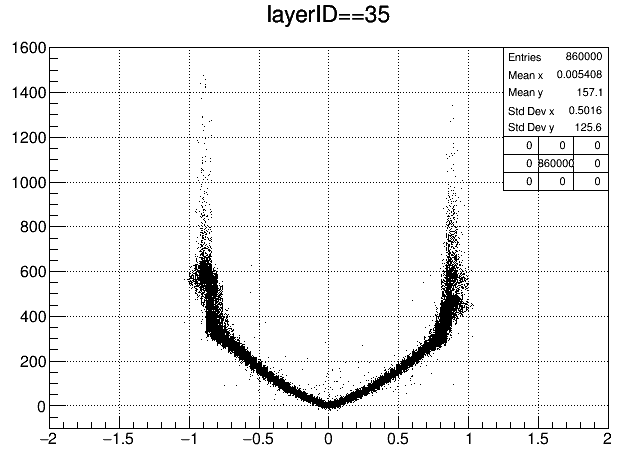 layerID==35
Entries 860000
Mean x 0.005408
Mean y 157.1
Std Dev x 0.5016
Std Dev y 125.6
0 0 0
0 860000 0
0 0 0
1600
1400
1200
1000
800
600
400
200
0
−2 −1.5 −1 −0.5 0 0.5 1 1.5 2